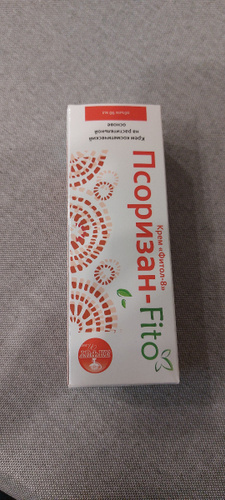 Крем «Фитол-8»
Псоризан-Fito
Крем косметический
на растительной
основе